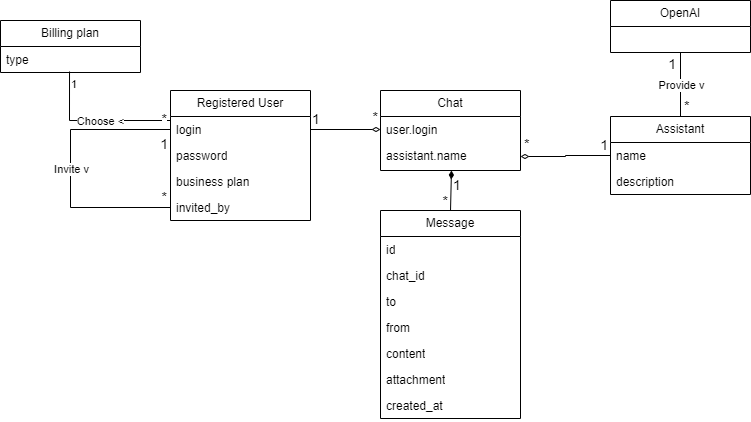 Billing plan
type
1
Choose <
*
Registered User
login
password
business plan
invited_by
1
Invite v
*
1
*
Chat
user.login
assistant.name
*
1
1
*
Message
id
chat_id
to
from
content
attachment
created_at
OpenAI
1
Provide v
*
Assistant
name
description